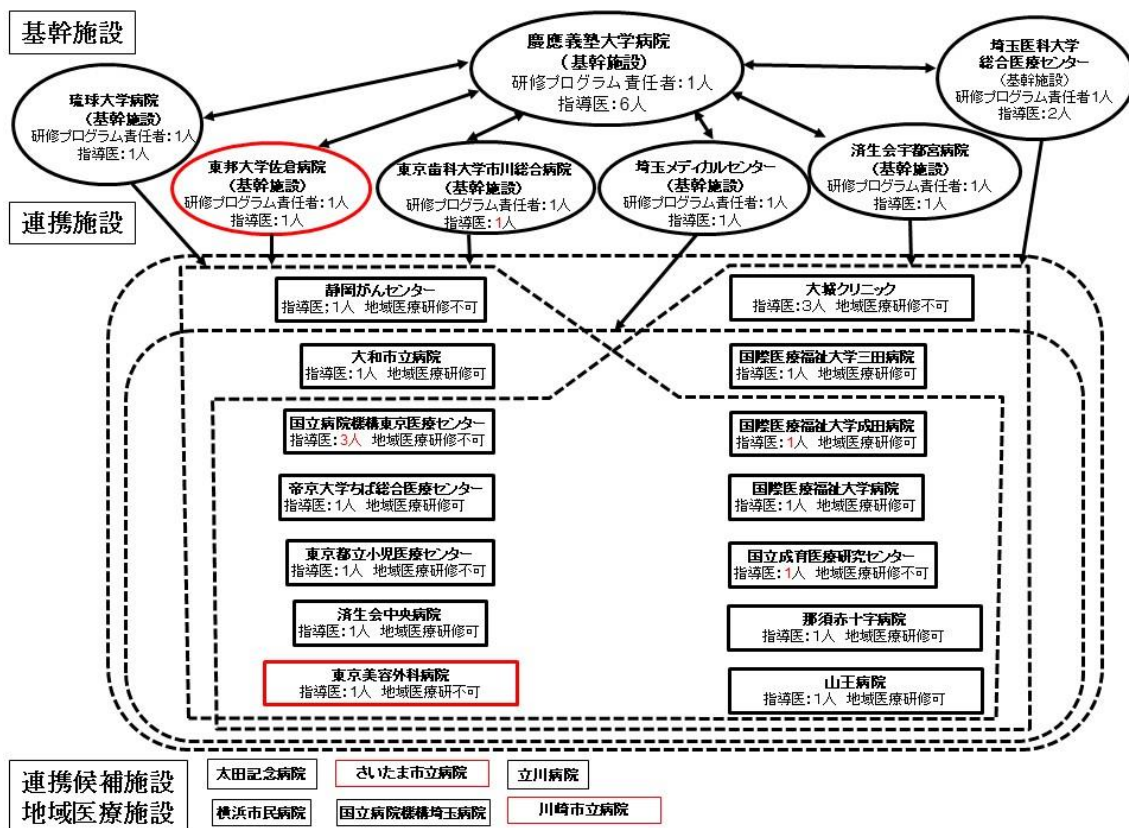 基幹施設
慶應義塾大学病院
(基幹施設)
研修プログラム責任者:1人
指導医:6人
埼玉医科大学
総合医療センター
(基幹施設)
研修プログラム責任者1人
指導医:2人
琉球大学病院
(基幹施設)
研修プログラム責任者:1人
指導医:1人
東邦大学佐倉病院
(基幹施設)
研修プログラム責任者:1人
指導医:1人
東京歯科大学市川総合病院
(基幹施設)
研修プログラム責任者:1人
指導医:1人
埼玉メディカルセンター
(基幹施設)
研修プログラム責任者:1人
指導医:1人
済生会宇都宮病院
(基幹施設)
研修プログラム責任者:1人
指導医:1人
連携施設
静岡がんセンター
指導医;1人 地域医療研修不可
大城クリニック
指導医:3人 地域医療研修不可
大和市立病院
指導医:1人 地域医療研修可
国際医療福祉大学三田病院
指導医:1人 地域医療研修可
国立病院機構東京医療センター
指導医:3人 地域医療研修不可
国際医療福祉大学成田病院
指導医:1人 地域医療研修可
帝京大学ちば総合医療センター
指導医:1人 地域医療研修可
国際医療福祉大学病院
指導医:1人 地域医療研修可
東京都立小児医療センター
指導医:1人 地域医療研修不可
国立成育医療研究センター
指導医:1人 地域医療研修不可
済生会中央病院
指導医:1人 地域医療研修可
那須赤十字病院
指導医:1人 地域医療研修可
東京美容外科病院
指導医:1人 地域医療研不可
山王病院
指導医:1人 地域医療研修可
連携候補施設
地域医療施設
太田記念病院
さいたま市立病院
立川病院
横浜市民病院
国立病院機構埼玉病院
川崎市立病院